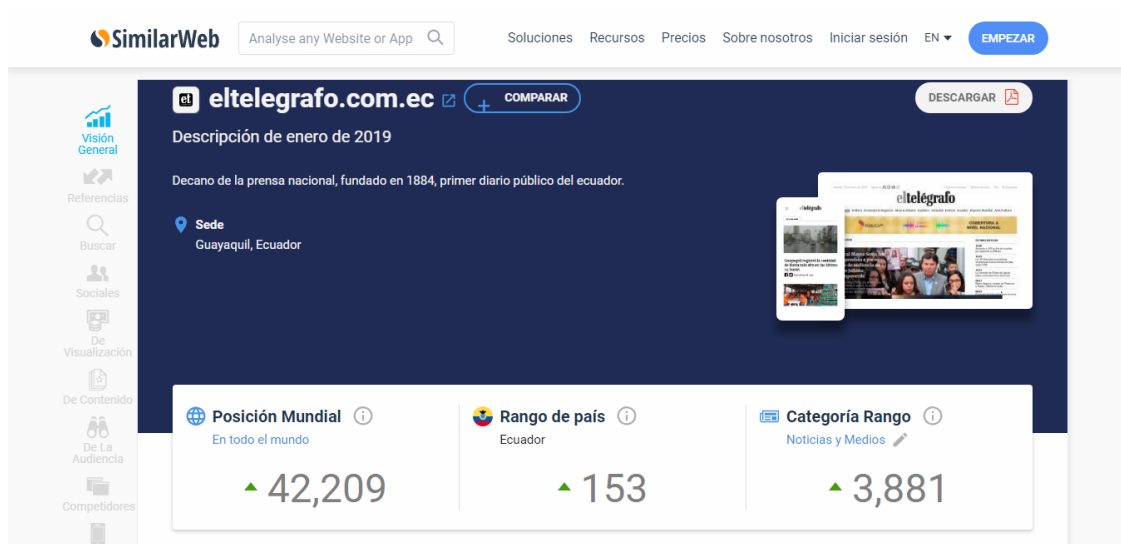 SimilarWeb
Analyse any Website or App
Soluciones Recursos Precios Sobre nosotros Iniciar sesión EN EMPEZAR
et eltelegrafo.com.ec + COMPARAR
DESCARGAR
Descripción de enero de 2019
Decano de la prensa nacional, fundado en 1884, primer diario público del ecuador.
Sede
Guayaquil, Ecuador
eltelégrafo
eltelégrafo
Visión
General
Referencias
Buscar
Sociales
De
Visualización
De Contenido
De La
Audiencia
Competidores
Posición Mundial
En todo el mundo
42,209
Rango de país
Ecuador
153
Categoría Rango
Noticias y Medios
3,881